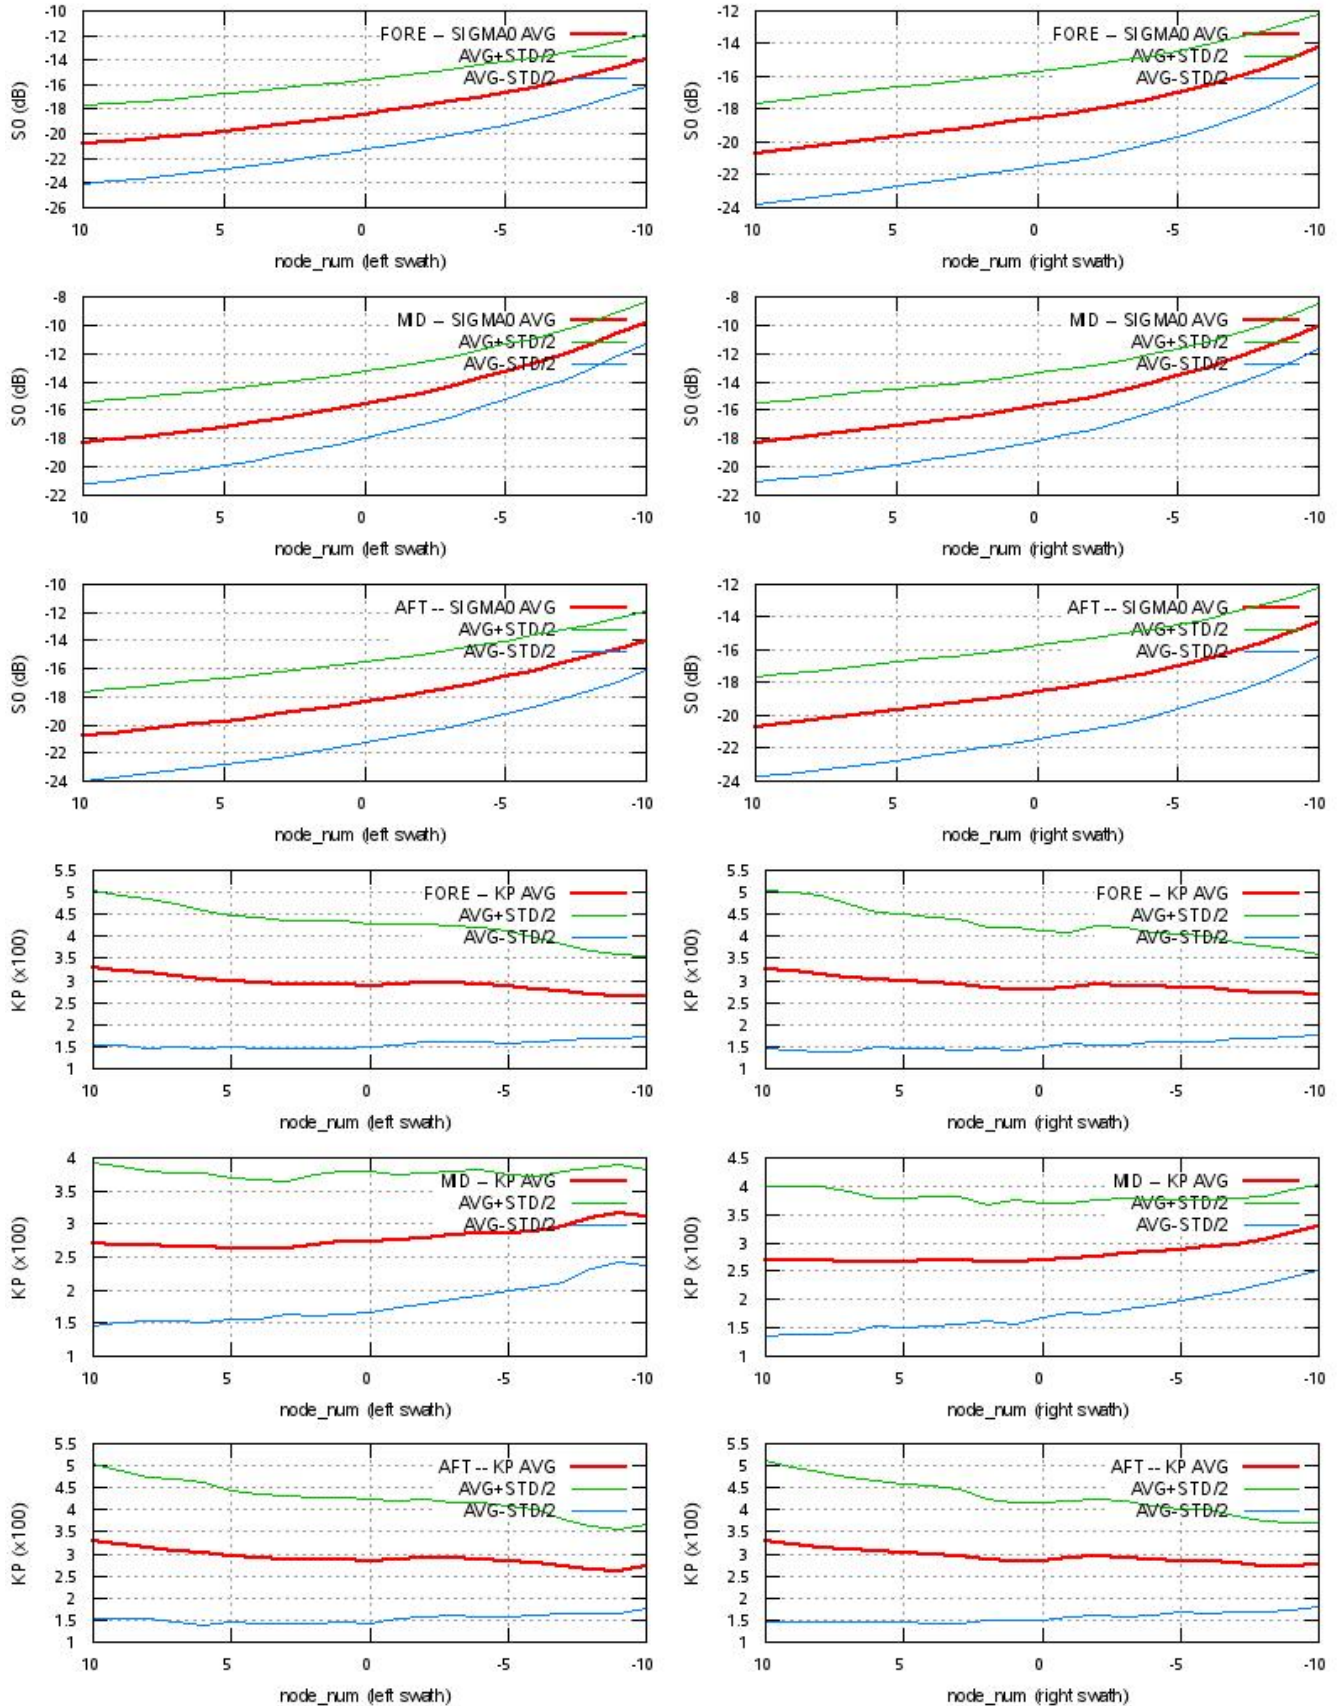 -10
-12
-14
-16
-18
-20
-22
-24
-26
S0 (dB)
FORE – SIGMA0 AVG
AVG+STD/2
AVG-STD/2
10 5 0 -5 -10
node_num (left swath)
-12
-14
-16
-18
-20
-22
-24
S0 (dB)
FORE – SIGMA0 AVG
AVG+STD/2
AVG-STD/2
10 5 0 -5 -10
node_num (right swath)
-8
-10
-12
-14
-16
-18
-20
-22
S0 (dB)
MID – SIGMA0 AVG
AVG+STD/2
AVG-STD/2
10 5 0 -5 -10
node_num (left swath)
-8
-10
-12
-14
-16
-18
-20
-22
S0 (dB)
MID – SIGMA0 AVG
AVG+STD/2
AVG-STD/2
10 5 0 -5 -10
node_num (right swath)
-10
-12
-14
-16
-18
-20
-22
-24
S0 (dB)
AFT -- SIGMA0 AVG
AVG+STD/2
AVG-STD/2
10 5 0 -5 -10
node_num (left swath)
-12
-14
-16
-18
-20
-22
-24
S0 (dB)
AFT -- SIGMA0 AVG
AVG+STD/2
AVG-STD/2
10 5 0 -5 -10
node_num (right swath)
5.5
5
4.5
4
3.5
3
2.5
2
1.5
1
KP (x100)
FORE – KP AVG
AVG+STD/2
AVG-STD/2
10 5 0 -5 -10
node_num (left swath)
5.5
5
4.5
4
3.5
3
2.5
2
1.5
1
KP (x100)
FORE – KP AVG
AVG+STD/2
AVG-STD/2
10 5 0 -5 -10
node_num (right swath)
4
3.5
3
2.5
2
1.5
1
KP (x100)
MID – KP AVG
AVG+STD/2
AVG-STD/2
10 5 0 -5 -10
node_num (left swath)
4.5
4
3.5
3
2.5
2
1.5
1
KP (x100)
MID – KP AVG
AVG+STD/2
AVG-STD/2
10 5 0 -5 -10
node_num (right swath)
5.5
5
4.5
4
3.5
3
2.5
2
1.5
1
KP (x100)
AFT -- KP AVG
AVG+STD/2
AVG-STD/2
10 5 0 -5 -10
node_num (left swath)
5.5
5
4.5
4
3.5
3
2.5
2
1.5
1
KP (x100)
AFT -- KP AVG
AVG+STD/2
AVG-STD/2
10 5 0 -5 -10
node_num (right swath)